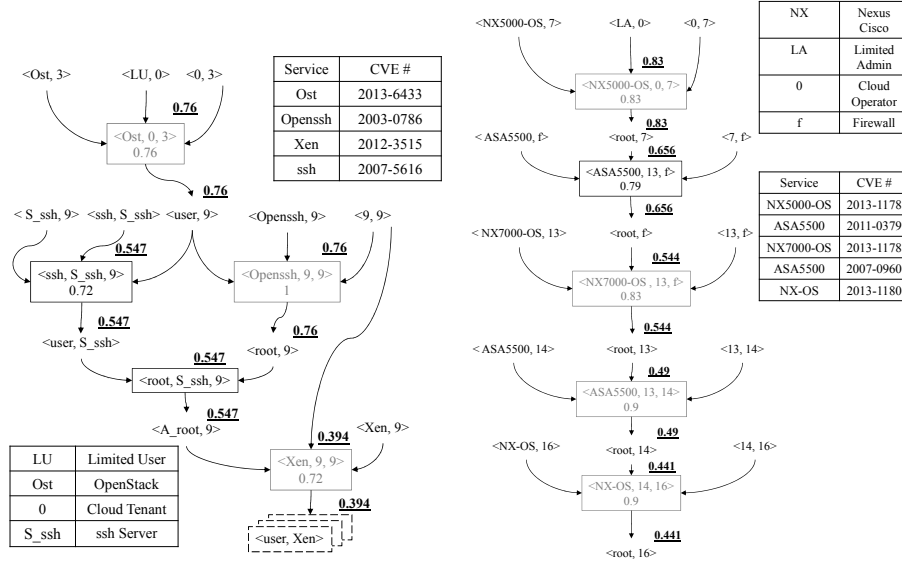 <Ost, 3>
<LU, 0>
<0, 3>
0.76
<Ost, 0, 3>
0.76
0.76
Service CVE #
Ost 2013-6433
Openssh 2003-0786
Xen 2012-3515
ssh 2007-5616
< S_ssh, 9>
<ssh, S_ssh>
<user, 9>
<Openssh, 9>
<9, 9>
0.547
0.76
<ssh, S_ssh, 9>
0.72
<Openssh, 9, 9>
1
0.547
0.76
<user, S_ssh>
<root, 9>
0.547
<root, S_ssh, 9>
0.547
<A_root, 9>
0.394
<Xen, 9>
<Xen, 9, 9>
0.72
0.394
<user, Xen>
LU Limited User
Ost OpenStack
0 Cloud Tenant
S_ssh ssh Server
<NX5000-OS, 7>
<LA, 0>
<0, 7>
0.83
<NX5000-OS, 0, 7>
0.83
0.83
< ASA5500, f>
<root, 7>
<7, f>
0.656
<ASA5500, 13, f>
0.79
0.656
< NX7000-OS, 13>
<root, f>
<13, f>
0.544
<NX7000-OS , 13, f>
0.83
0.544
< ASA5500, 14>
<root, 13>
<13, 14>
0.49
<ASA5500, 13, 14>
0.9
0.49
<NX-OS, 16>
<root, 14>
<14, 16>
0.441
<NX-OS, 14, 16>
0.9
0.441
<root, 16>
NX Nexus
Cisco
LA Limited
Admin
0 Cloud
Operator
f Firewall
Service CVE #
NX5000-OS 2013-1178
ASA5500 2011-0379
NX7000-OS 2013-1178
ASA5500 2007-0960
NX-OS 2013-1180